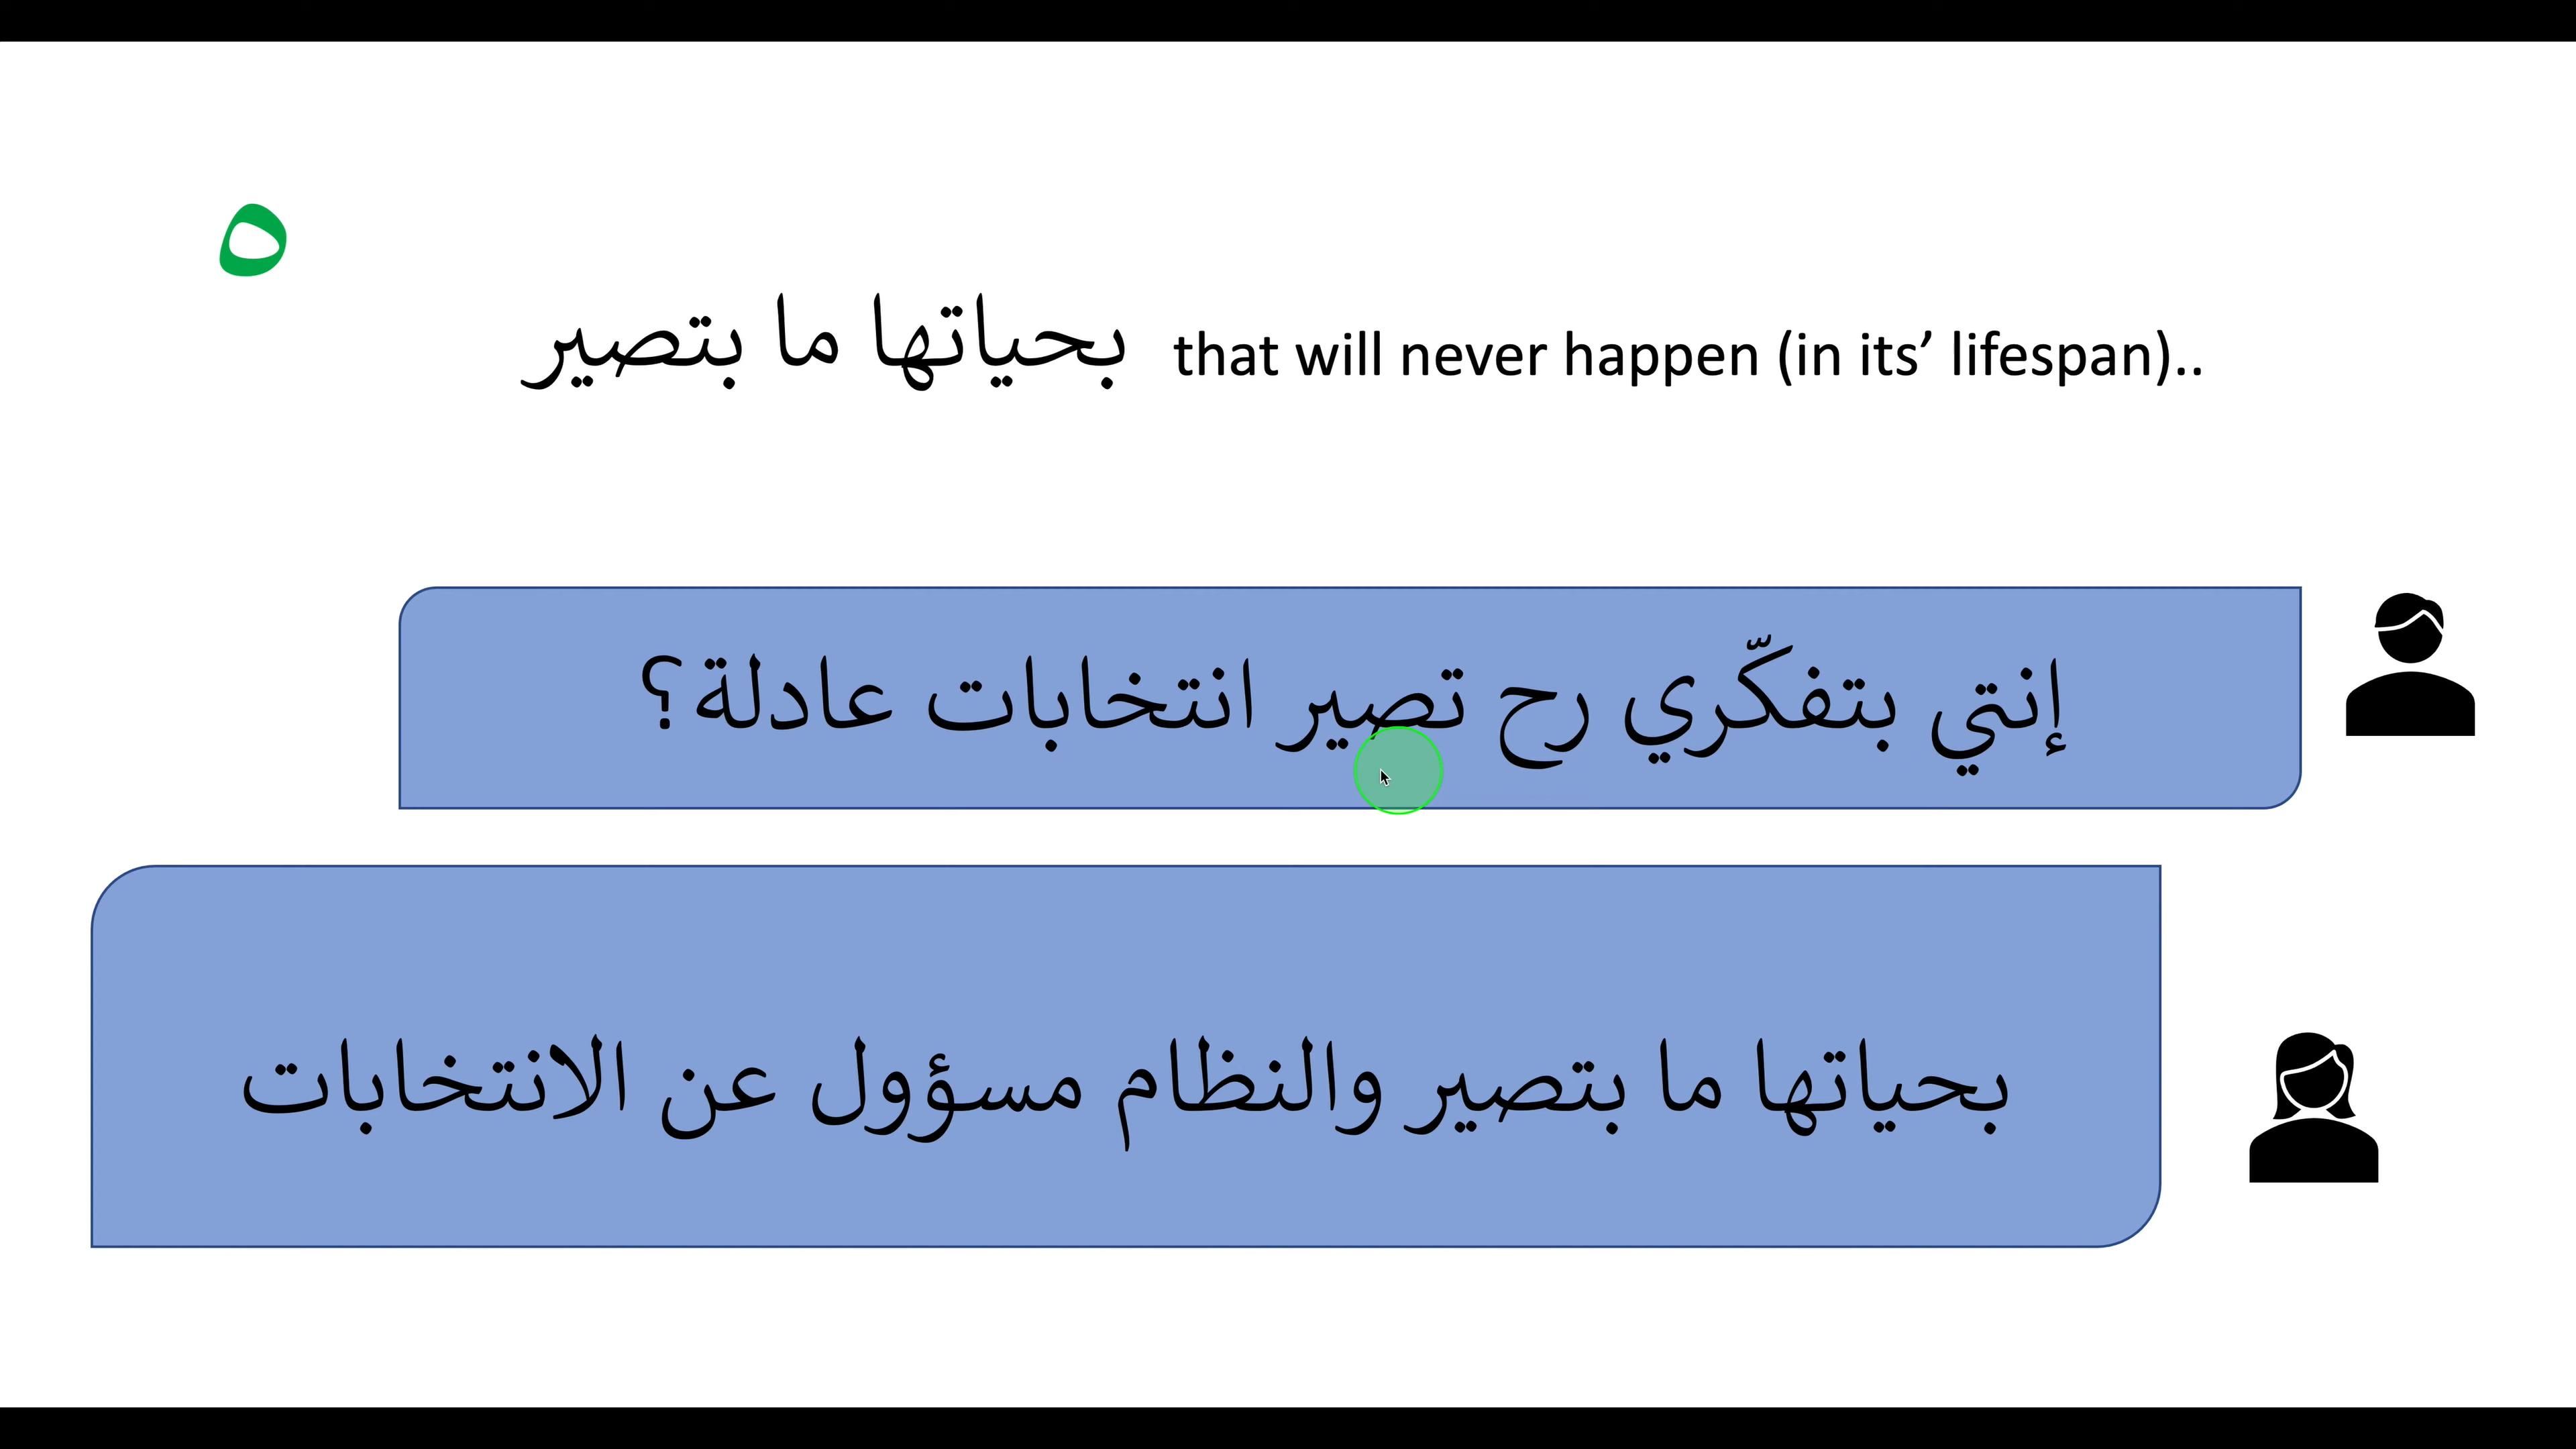 ٥
بحياتها ما بتصير that will never happen (in its’ lifespan)..
إنتي بتفكّري رح تصير انتخابات عادلة؟
بحياتها ما بتصير والنظام مسؤول عن الانتخابات